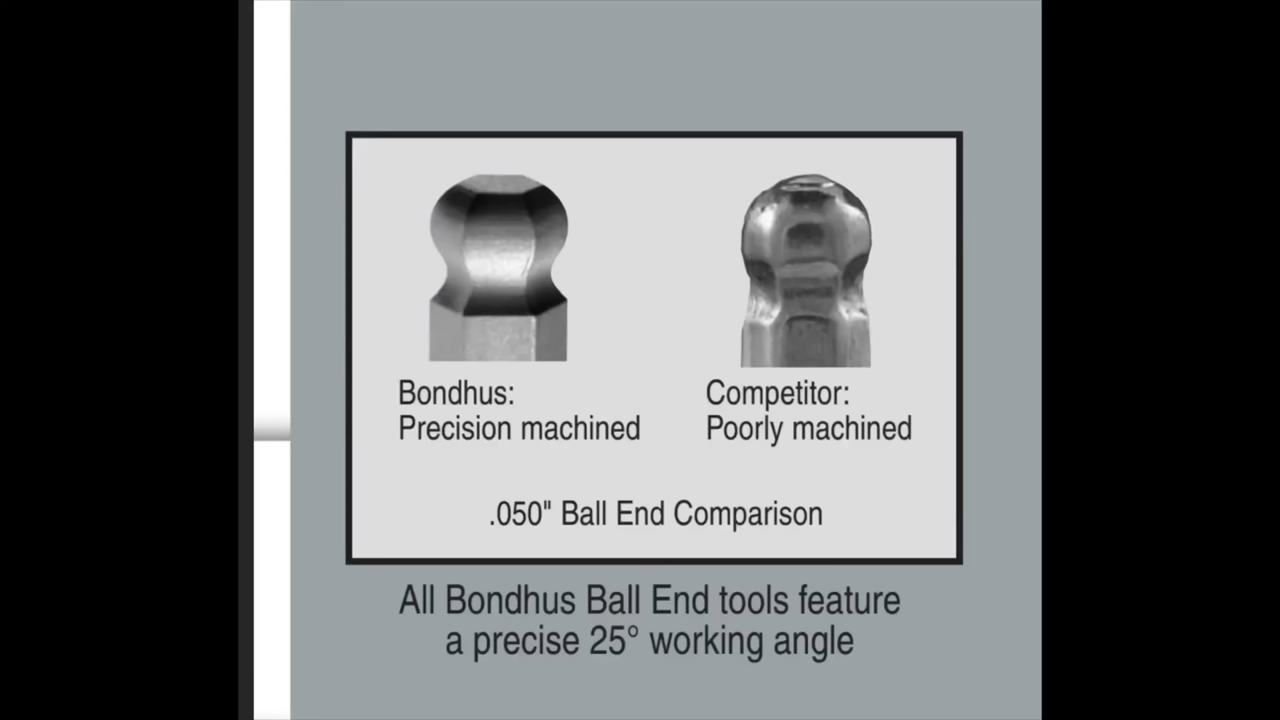 Bondhus:
Precision machined
Competitor:
Poorly machined
.050" Ball End Comparison
All Bondhus Ball End tools feature
a precise 25° working angle